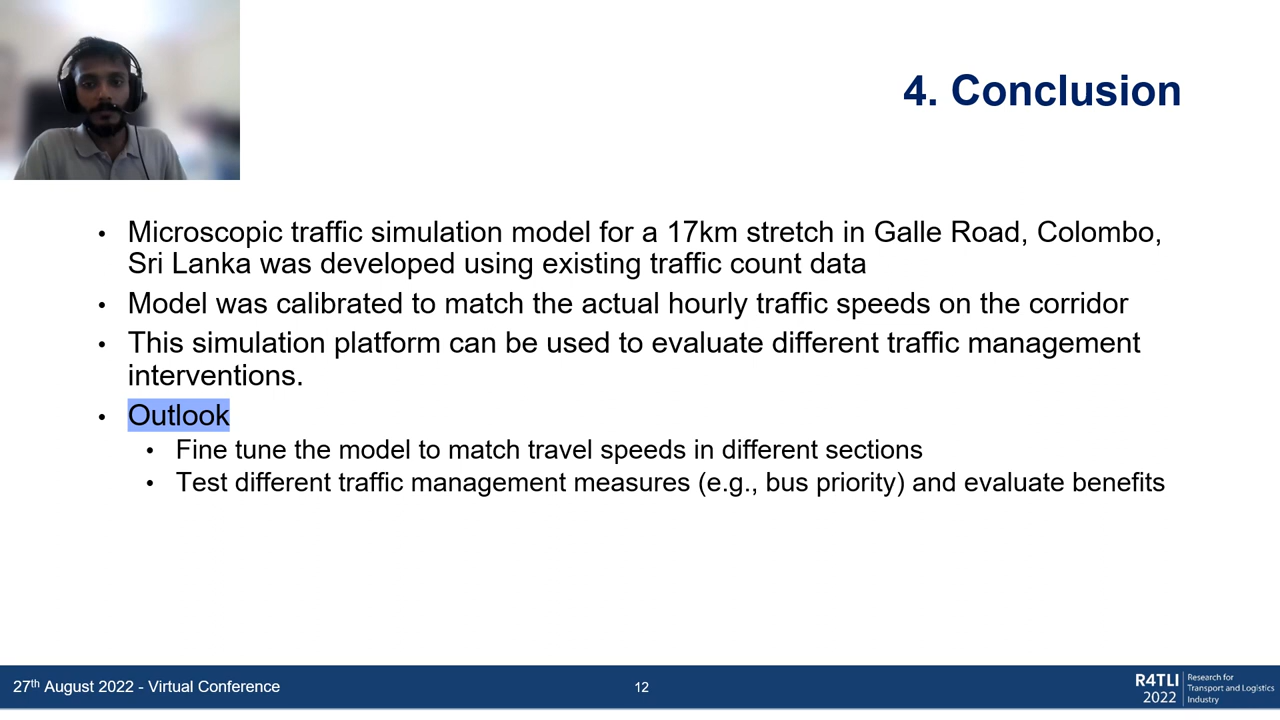 4. Conclusion
• Microscopic traffic simulation model for a 17km stretch in Galle Road, Colombo,
Sri Lanka was developed using existing traffic count data
• Model was calibrated to match the actual hourly traffic speeds on the corridor
• This simulation platform can be used to evaluate different traffic management
interventions.
• Outlook
• Fine tune the model to match travel speeds in different sections
• Test different traffic management measures (e.g., bus priority) and evaluate benefits
27th August 2022 - Virtual Conference
12
R4TLI
2022
Research for
Transport and Logistics
Industry